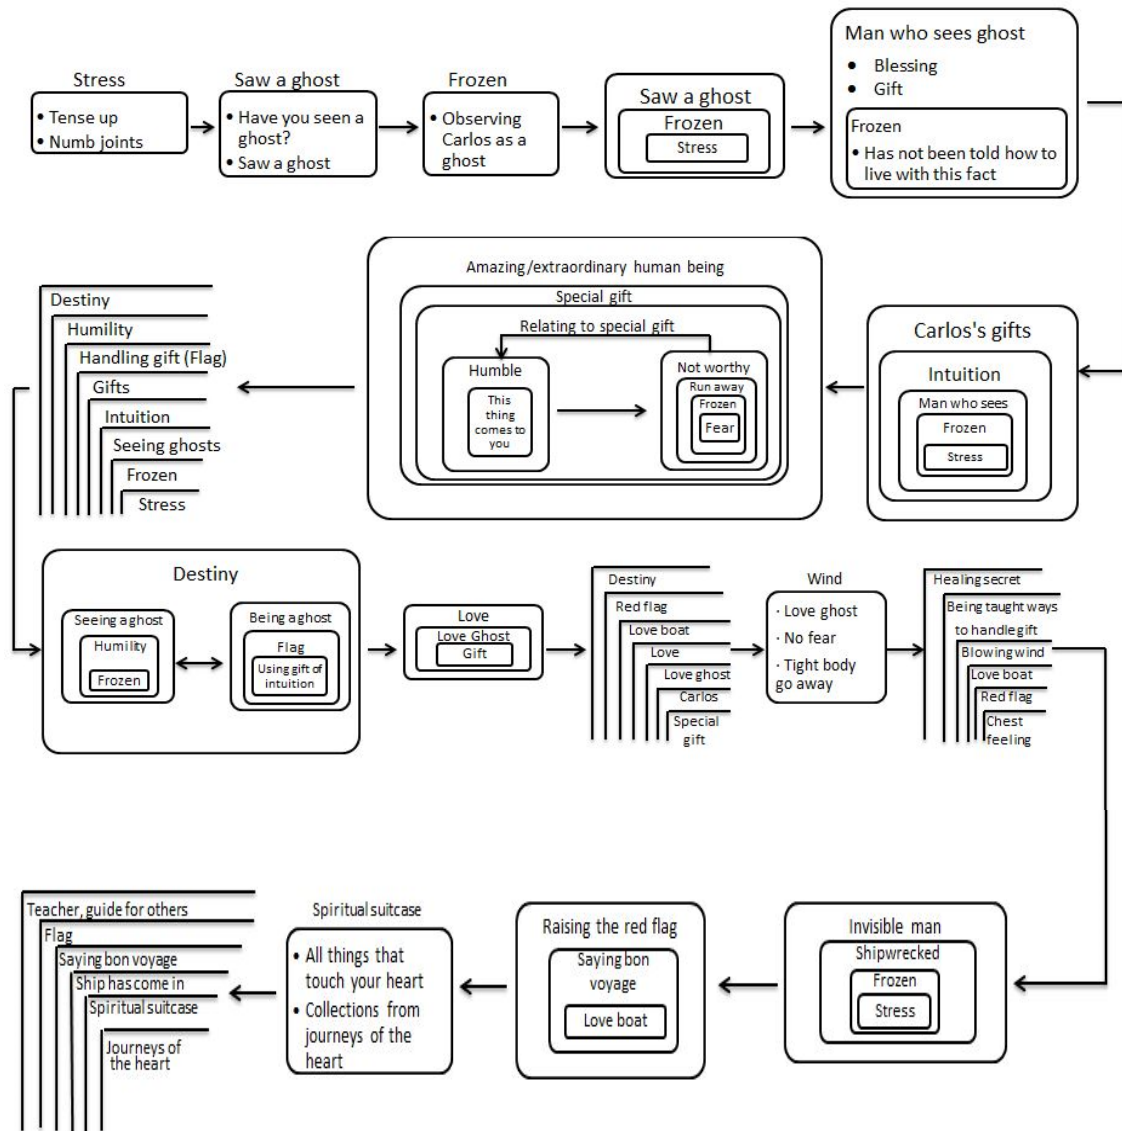 Stress
• Tense up
• Numb joints
Saw a ghost
• Have you seen a
ghost?
• Saw a ghost
Frozen
• Observing
Carlos as a
ghost
Saw a ghost
Frozen
Stress
Man who sees ghost
• Blessing
• Gift
Frozen
• Has not been told how to
live with this fact
Carlos's gifts
Intuition
Man who sees
Frozen
Stress
Amazing/extraordinary human being
Special gift
Relating to special gift
Humble
This
thing
comes to
you
Not worthy
Run away
Frozen
Fear
Destiny
Humility
Handling gift (Flag)
Gifts
Intuition
Seeing ghosts
Frozen
Stress
Destiny
Seeing a ghost
Humility
Frozen
Being a ghost
Flag
Using gift of
intuition
Love
Love Ghost
Gift
Destiny
Red flag
Love boat
Love
Love ghost
Carlos
Special
gift
Wind
· Love ghost
· No fear
· Tight body
go away
Healing secret
Being taught ways
to handle gift
Blowing wind
Love boat
Red flag
Chest
feeling
Invisible man
Shipwrecked
Frozen
Stress
Raising the red flag
Saying bon
voyage
Love boat
Spiritual suitcase
• All things that
touch your heart
• Collections from
journeys of the
heart
Teacher, guide for others
Flag
Saying bon voyage
Ship has come in
Spiritual suitcase
Journeys of
the heart